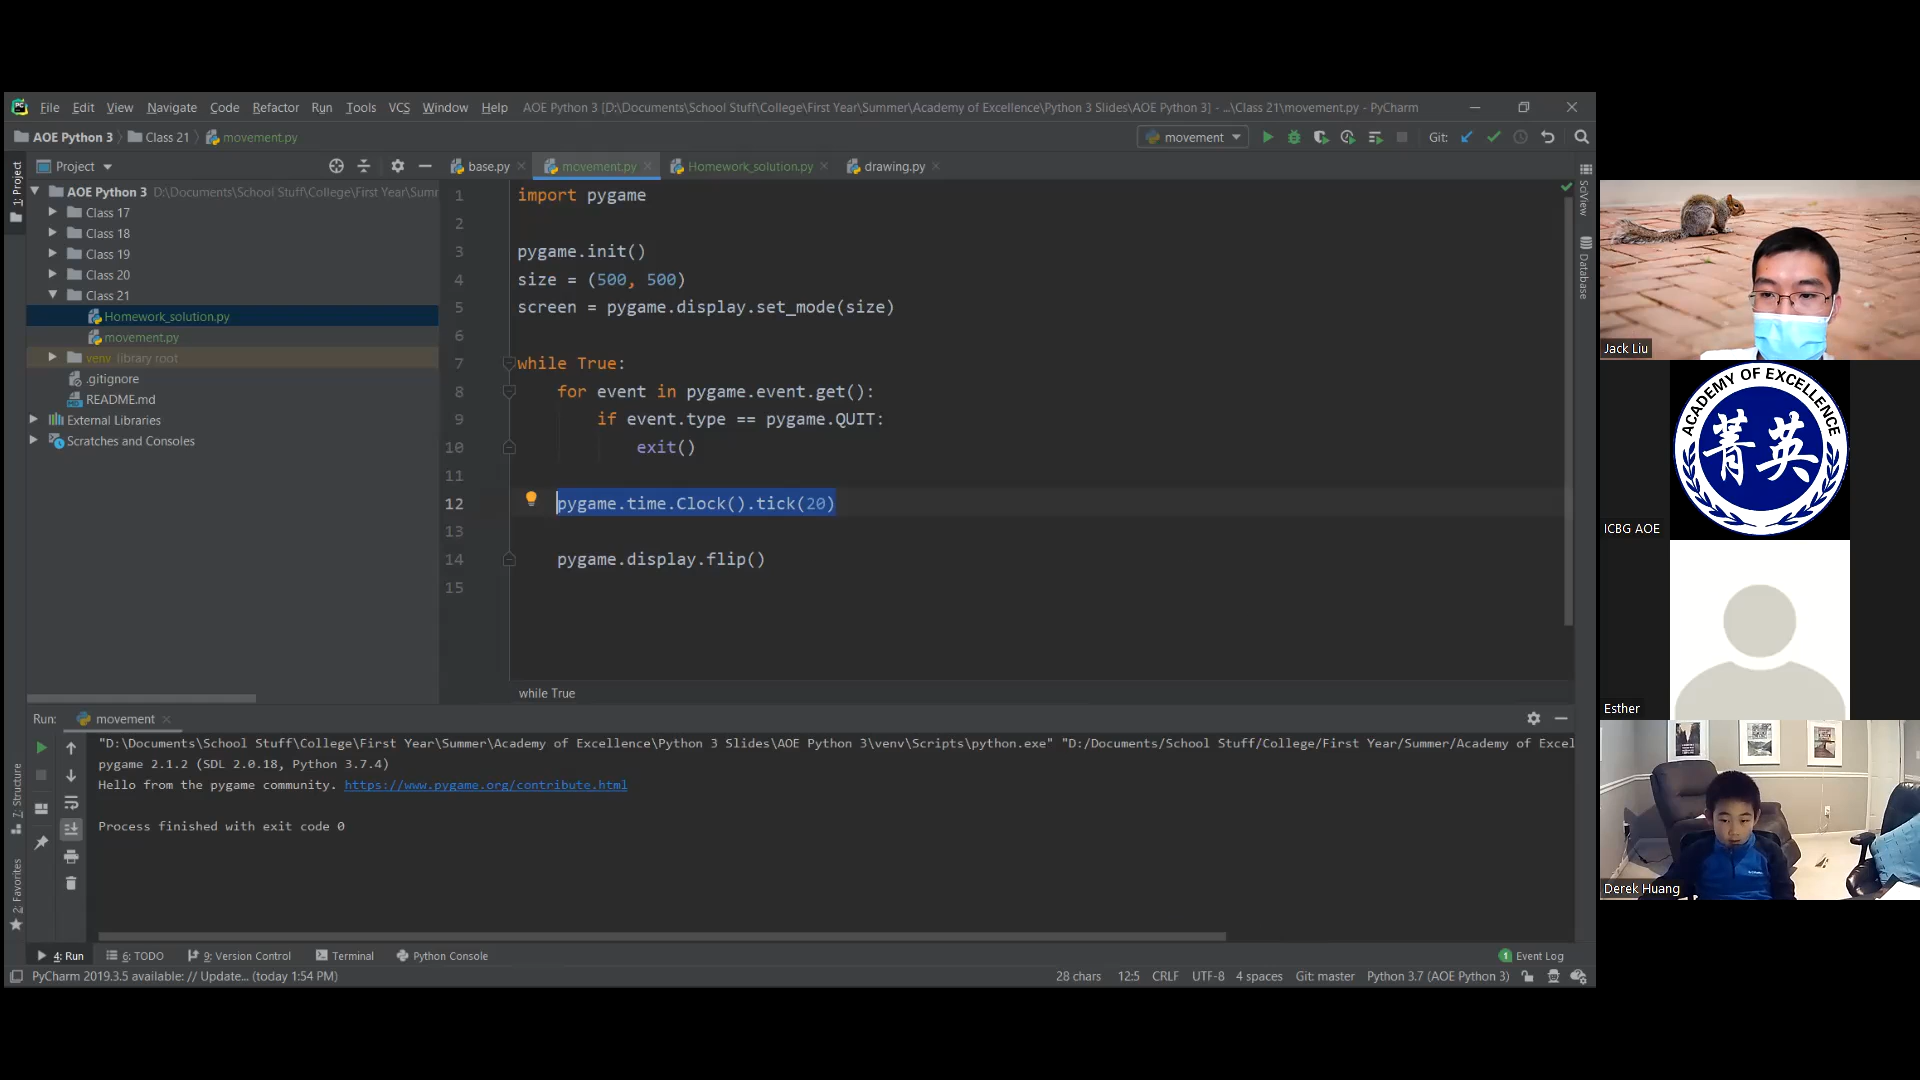 File Edit View Navigate Code Refactor Run Tools VCS Window Help AOE Python 3 [D:\Documents\School Stuff\College\First Year\Summer\Academy of Excellence\Python 3 Slides\AOE Python 3] - ...\Class 21\movement.py - PyCharm
AOE Python 3 Class 21 movement.py movement Git:
Project base.py movement.py Homework_solution.py drawing.py
1: Project
AOE Python 3 D:\Documents\School Stuff\College\First Year\Sumr
Class 17
Class 18
Class 19
Class 20
Class 21
Homework_solution.py
movement.py
venv library root
.gitignore
README.md
External Libraries
Scratches and Consoles
1 import pygame
2
3 pygame.init()
4 size = (500, 500)
5 screen = pygame.display.set_mode(size)
6
7 while True:
8 for event in pygame.event.get():
9 if event.type == pygame.QUIT:
10 exit()
11
12 pygame.time.Clock().tick(20)
13
14 pygame.display.flip()
15
while True
SciView
Database
Run: movement
"D:\Documents\School Stuff\College\First Year\Summer\Academy of Excellence\Python 3 Slides\AOE Python 3\venv\Scripts\python.exe" "D:/Documents/School Stuff/College/First Year/Summer/Academy of Excel
pygame 2.1.2 (SDL 2.0.18, Python 3.7.4)
Hello from the pygame community. https://www.pygame.org/contribute.html
Process finished with exit code 0
7: Structure
2: Favorites
4: Run 6: TODO 9: Version Control Terminal Python Console 1 Event Log
PyCharm 2019.3.5 available: // Update... (today 1:54 PM) 28 chars 12:5 CRLF UTF-8 4 spaces Git: master Python 3.7 (AOE Python 3)
Jack Liu
ACADEMY OF EXCELLENCE
菁英
ICBG AOE
Esther
Derek Huang